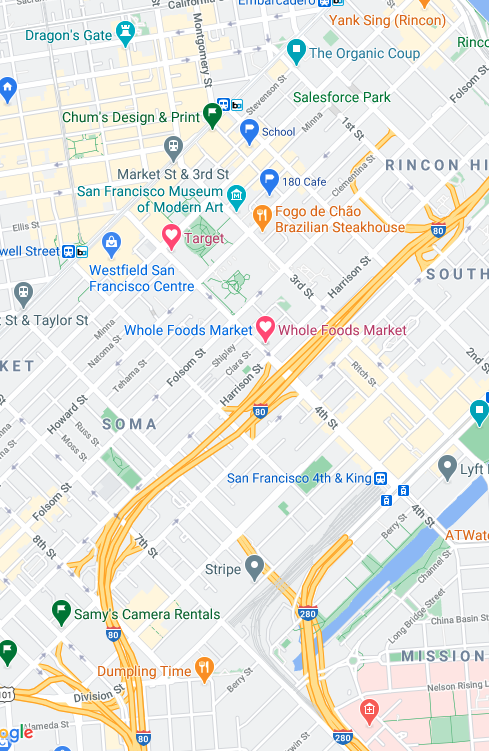 California St
Embarcadero
Yank Sing (Rincon)
Dragon's Gate
Montgomery St
The Organic Coup
Folsom St
Stevenson St
Salesforce Park
Chum's Design & Print
School
Minna
1st St
Market St & 3rd St
RINCON HI
180 Cafe
Clementina St
San Francisco Museum
of Modern Art
Fogo de Chão
Brazilian Steakhouse
Ellis St
Target
80
well Street
Westfield San
Francisco Centre
3rd St
Harrison St
SOUTH
t St & Taylor St
Minna
Natoma St
Whole Foods Market
Whole Foods Market
Shipley
Clara St
Tehama St
Folsom St
KET
Ritch St
2nd St
Harrison St
Howard St
80
4th St
SOMA
Russ St
Moss St
San Francisco 4th & King
Lyft
Folsom St
4th St
8th St
7th St
Berry St
ATWate
Channel St
Stripe
Long Bridge Street
280
Samy's Camera Rentals
China Basin St
80
MISSION
Dumpling Time
Berry St
Nelson Rising L
101
Division St
Alameda St
80
280
win St
gle